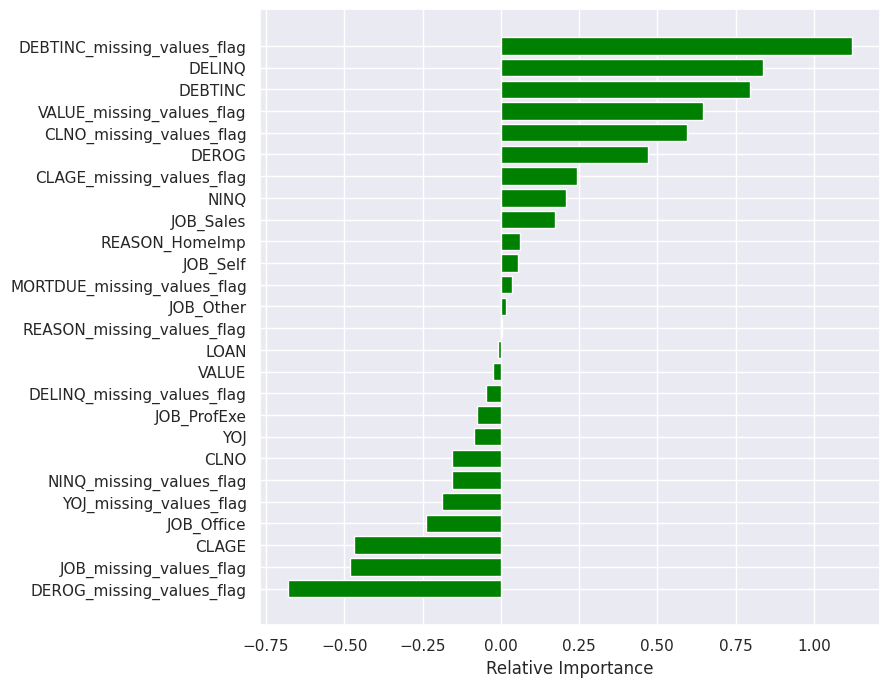 DEBTINC_missing_values_flag
DELINQ
DEBTINC
VALUE_missing_values_flag
CLNO_missing_values_flag
DEROG
CLAGE_missing_values_flag
NINQ
JOB_Sales
REASON_HomeImp
JOB_Self
MORTDUE_missing_values_flag
JOB_Other
REASON_missing_values_flag
LOAN
VALUE
DELINQ_missing_values_flag
JOB_ProfExe
YOJ
CLNO
NINQ_missing_values_flag
YOJ_missing_values_flag
JOB_Office
CLAGE
JOB_missing_values_flag
DEROG_missing_values_flag
−0.75 −0.50 −0.25 0.00 0.25 0.50 0.75 1.00
Relative Importance